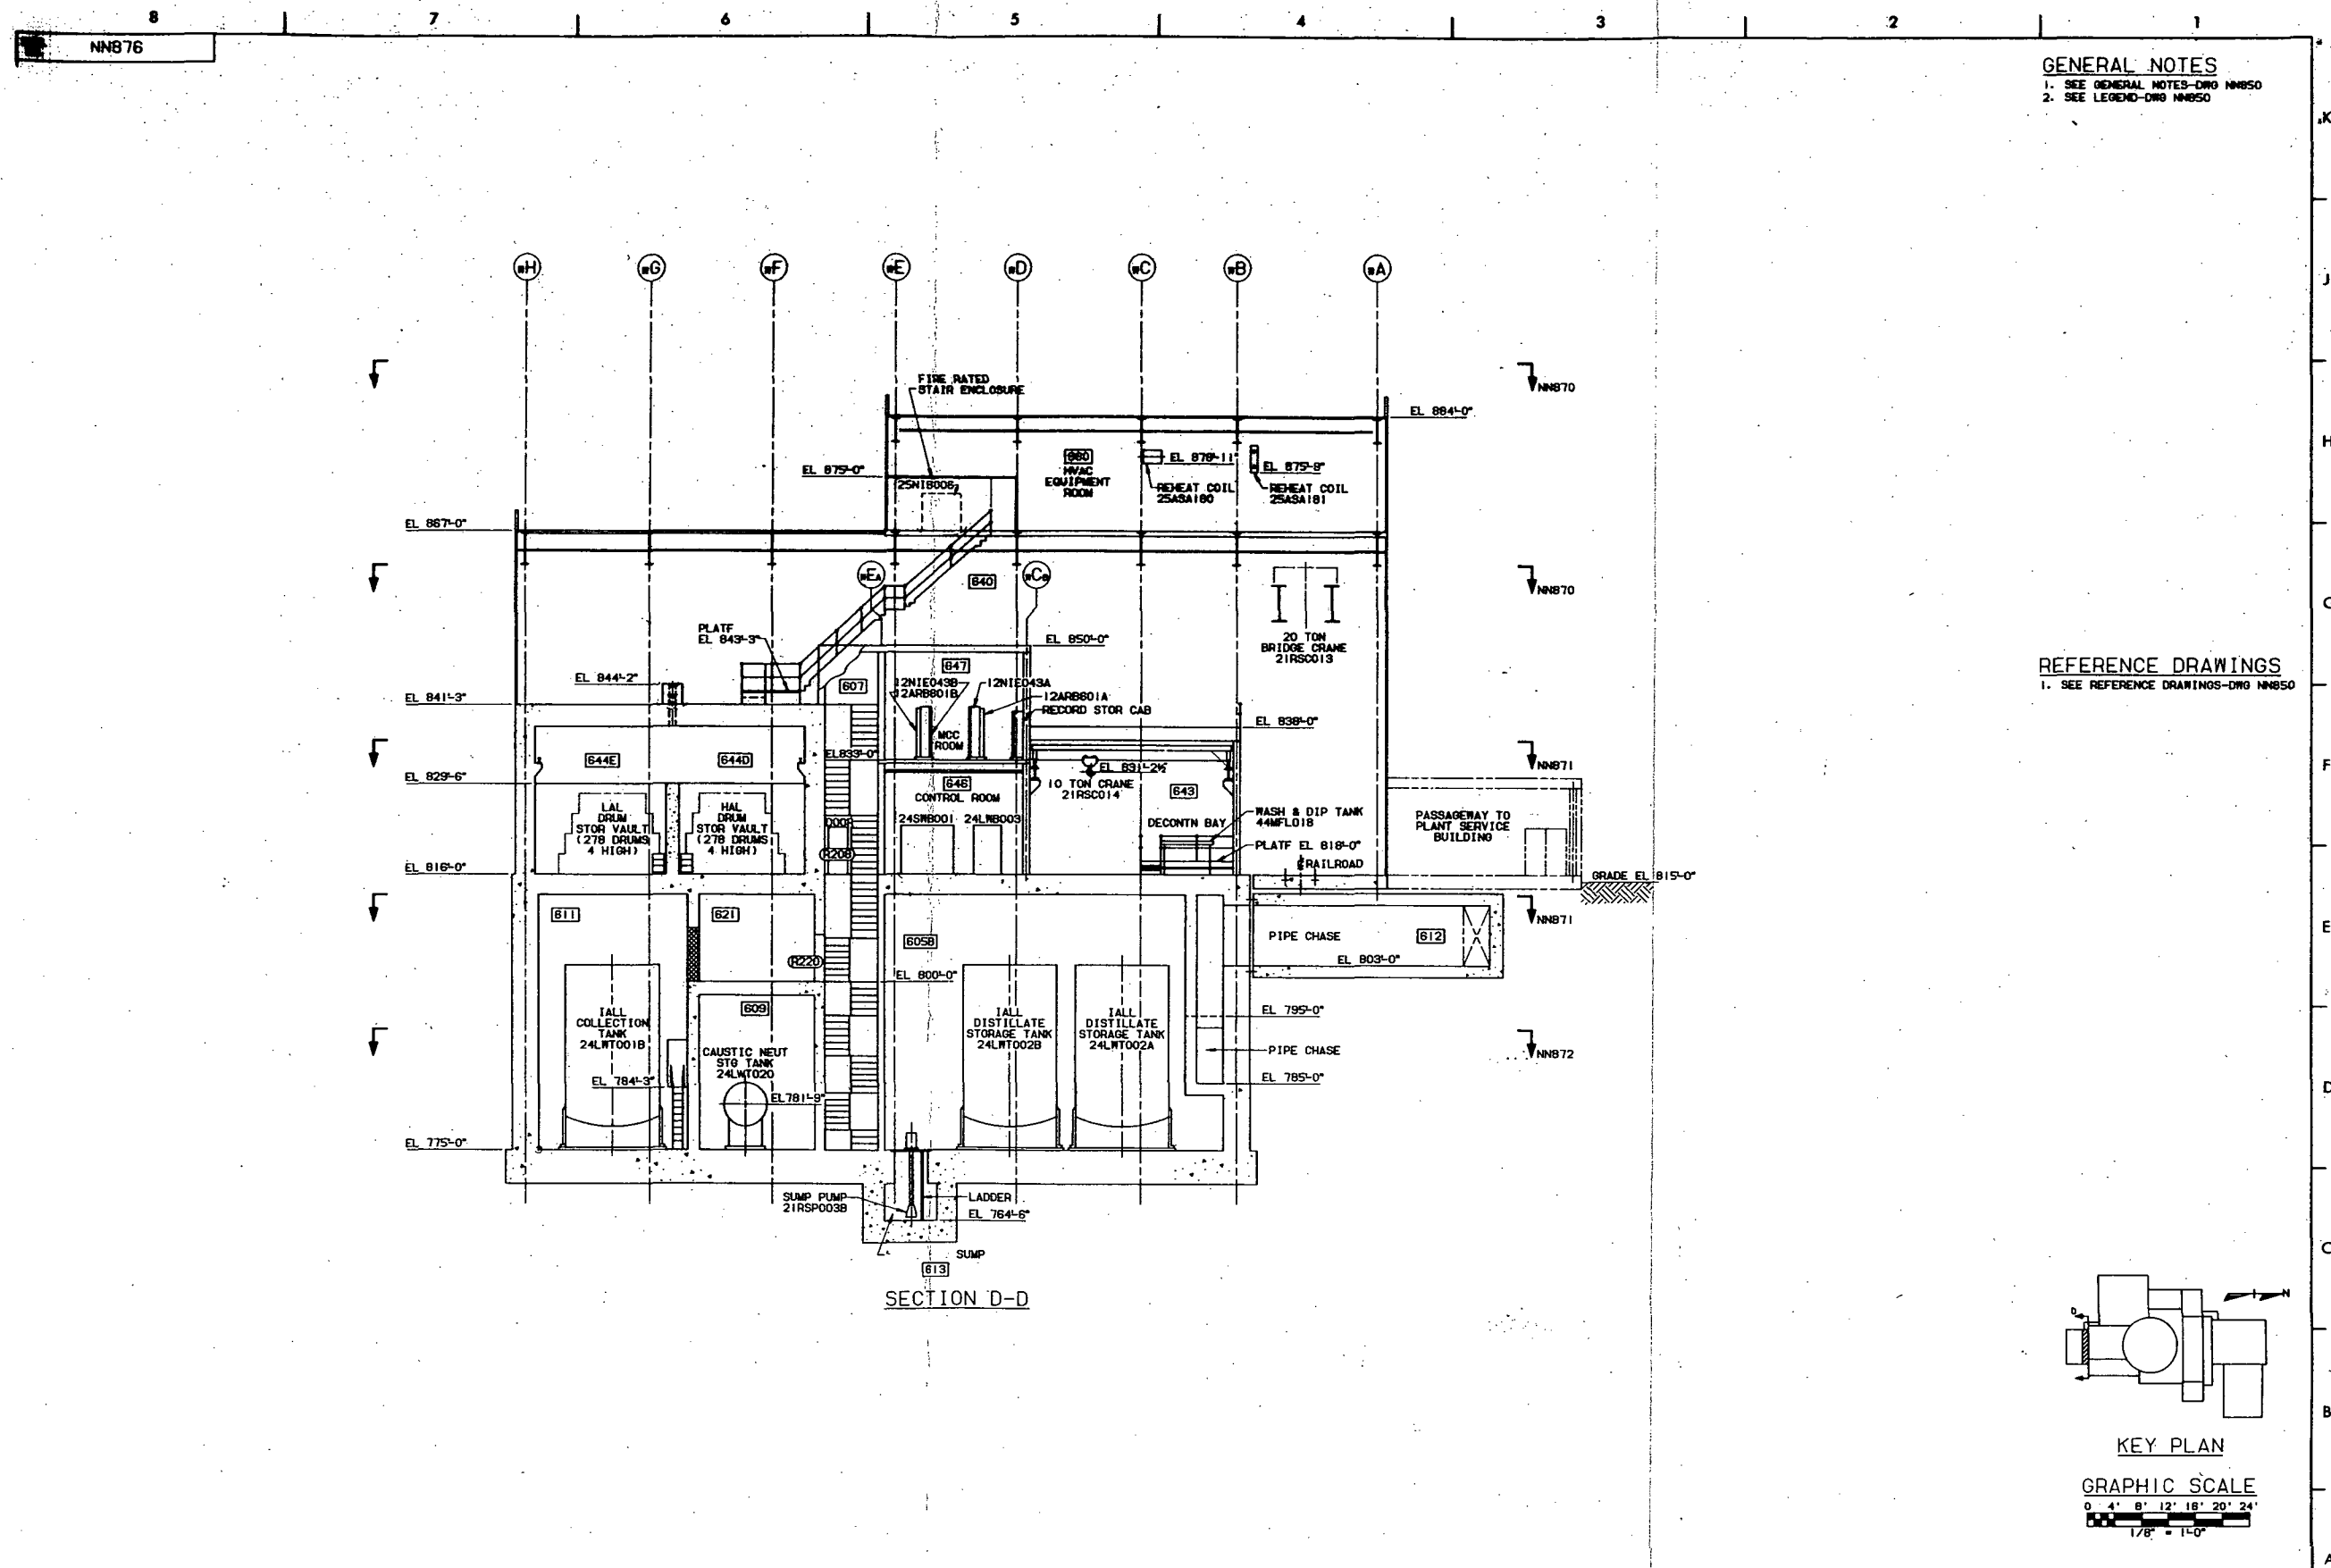 8 7 6 5 4 3 2 1
NN876
GENERAL NOTES
1. SEE GENERAL NOTES-DWG NN850
2. SEE LEGEND-DWG NN850
K
J
H
G
F
E
D
C
B
A
*H *G *F *E *D *C *B *A
FIRE RATED
STAIR ENCLOSURE
NN870
EL 884'-0"
EL 875'-0"
25NIB006
660
HVAC
EQUIPMENT
ROOM
EL 878'-11"
REHEAT COIL
25ASA180
EL 875'-8"
REHEAT COIL
25ASA181
EL 867'-0"
*EA
640
*Ca
NN870
20 TON
BRIDGE CRANE
21RSC013
PLATF
EL 843'-3"
EL 850'-0"
REFERENCE DRAWINGS
1. SEE REFERENCE DRAWINGS-DWG NN850
EL 844'-2"
607
647
12NIE043B
12ARB601B
12NIE043A
12ARB601A
RECORD STOR CAB
EL 841'-3"
EL 838'-0"
MCC
ROOM
EL833'-0"
644E
644D
EL 829'-6"
646
CONTROL ROOM
EL 831'-2½
10 TON CRANE
21RSC014
643
NN871
LAL
DRUM
STOR VAULT
(278 DRUMS
4 HIGH)
HAL
DRUM
STOR VAULT
(278 DRUMS
4 HIGH)
R208
24SWB001
24LWB003
DECONTN BAY
WASH & DIP TANK
44MFL018
PLATF EL 818'-0"
RAILROAD
PASSAGEWAY TO
PLANT SERVICE
BUILDING
EL 816'-0"
GRADE EL 815'-0"
611
621
605B
R220
EL 800'-0"
PIPE CHASE
612
EL 803'-0"
NN871
IALL
COLLECTION
TANK
24LWT001B
609
CAUSTIC NEUT
STG TANK
24LWT020
EL 784'-3"
EL781'-9"
IALL
DISTILLATE
STORAGE TANK
24LWT002B
IALL
DISTILLATE
STORAGE TANK
24LWT002A
EL 795'-0"
PIPE CHASE
EL 785'-0"
NN872
EL 775'-0"
SUMP PUMP
21RSP003B
LADDER
EL 764'-6"
SUMP
613
SECTION D-D
D
N
KEY PLAN
GRAPHIC SCALE
0 4' 8' 12' 16' 20' 24'
1/8" = 1'-0"